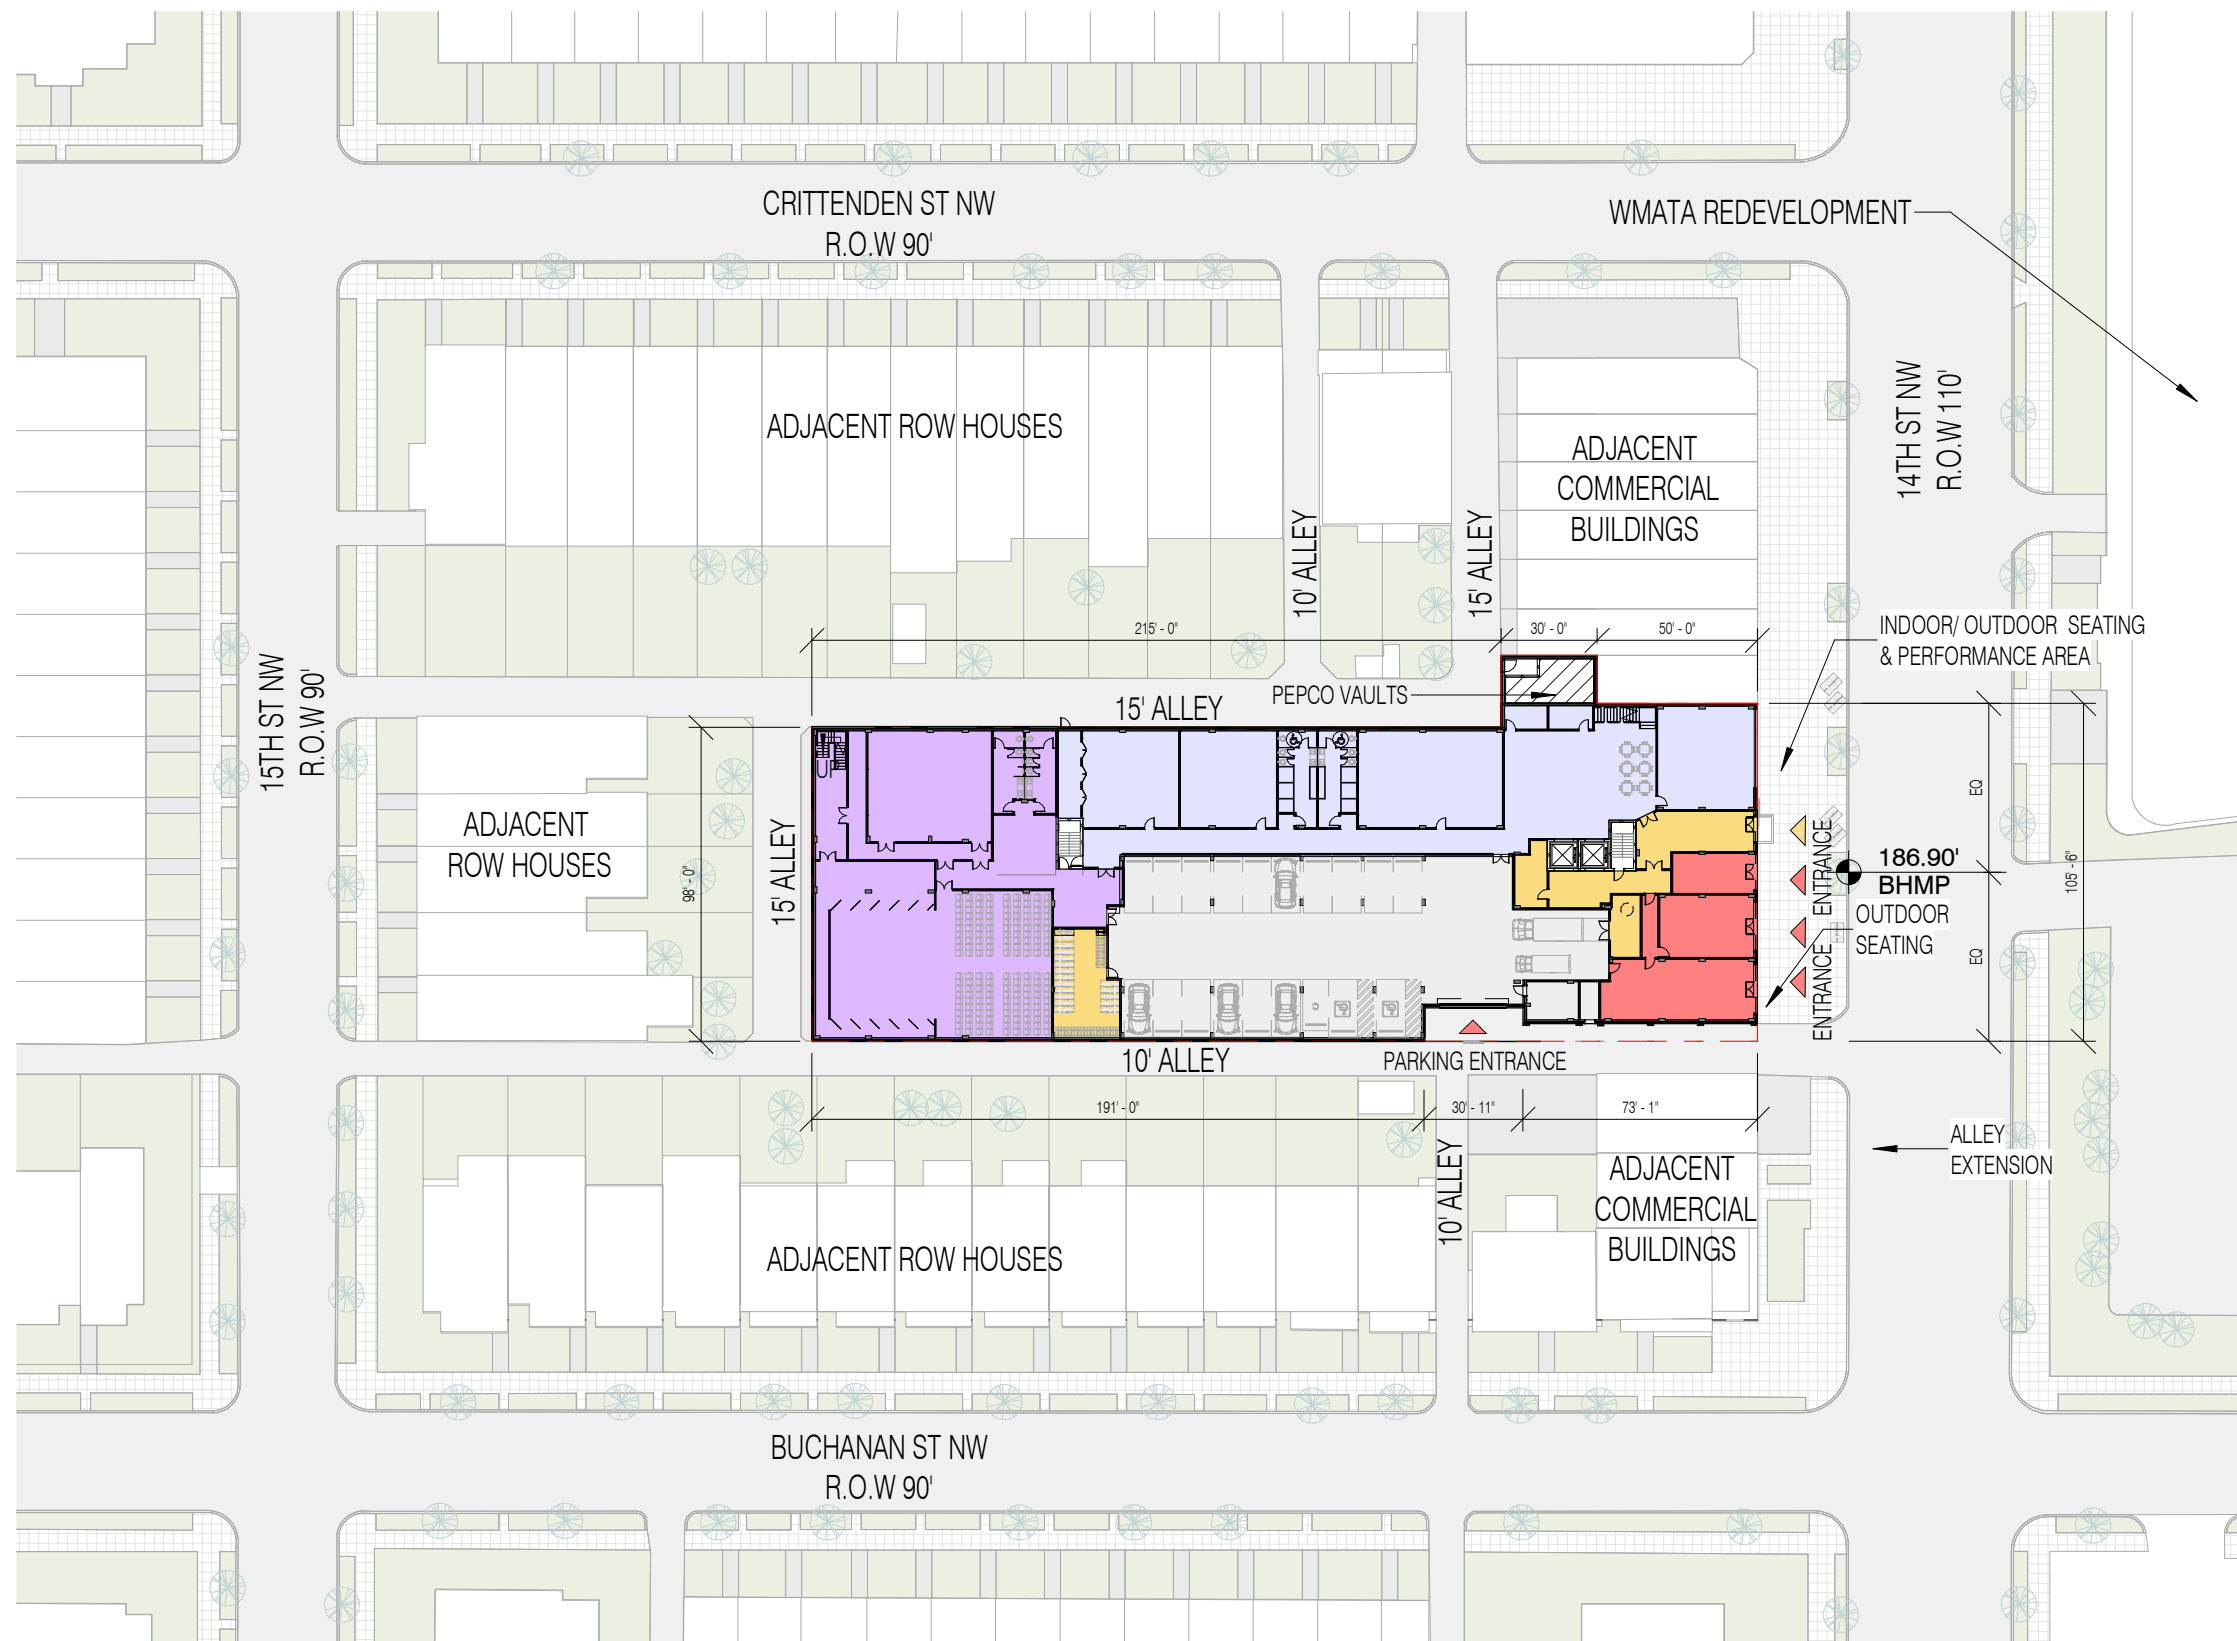 CRITTENDEN ST NW
R.O.W 90'
WMATA REDEVELOPMENT
ADJACENT ROW HOUSES
ADJACENT
COMMERCIAL
BUILDINGS
14TH ST NW
R.O.W 110'
10' ALLEY
15' ALLEY
215' - 0"
30' - 0"
50' - 0"
INDOOR/ OUTDOOR SEATING
& PERFORMANCE AREA
15TH ST NW
R.O.W 90'
PEPCO VAULTS
15' ALLEY
UP
EQ
ADJACENT
ROW HOUSES
98' - 0"
15' ALLEY
ENTRANCE
186.90'
BHMP
105' - 6"
OUTDOOR
SEATING
ENTRANCE
EQ
10' ALLEY
PARKING ENTRANCE
191' - 0"
30' - 11"
73' - 1"
10' ALLEY
ALLEY
EXTENSION
ADJACENT
COMMERCIAL
BUILDINGS
ADJACENT ROW HOUSES
BUCHANAN ST NW
R.O.W 90'